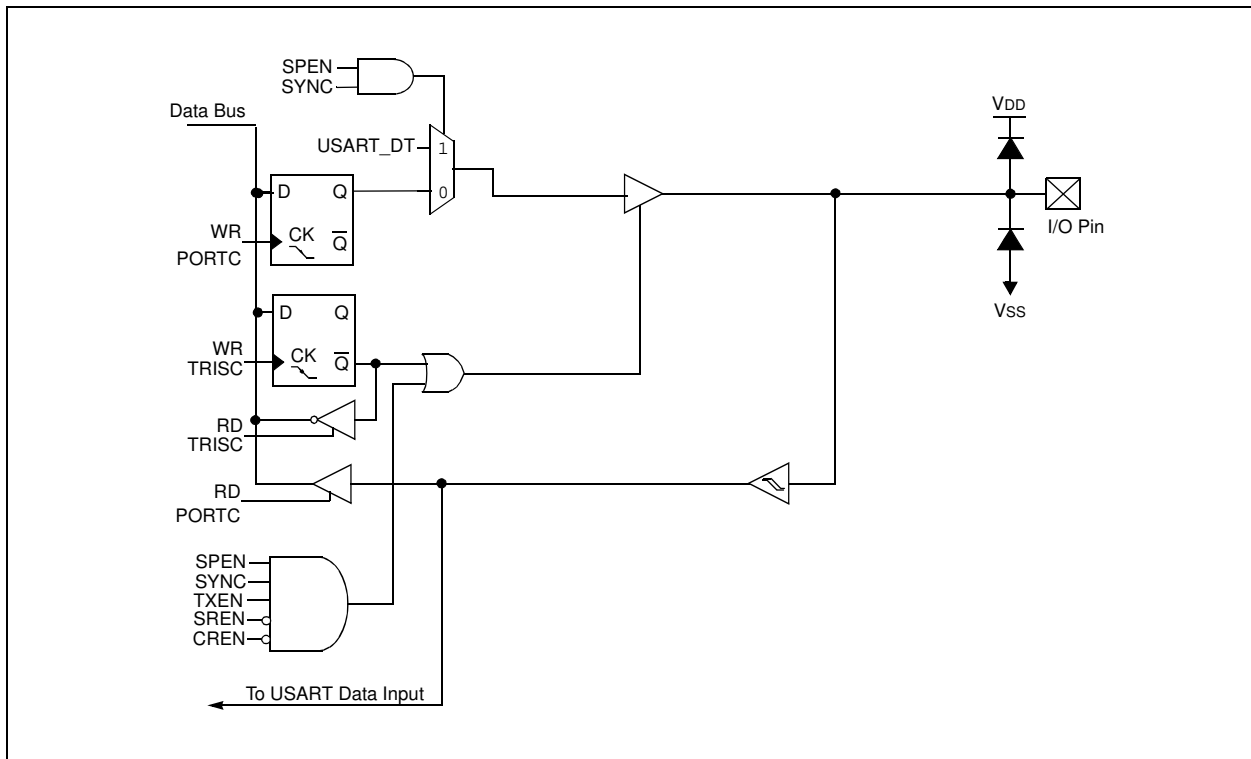 SPEN
SYNC
Data Bus
USART_DT
1
0
VDD
D
Q
CK
Q̅
WR
PORTC
I/O Pin
VSS
D
Q
CK
Q̅
WR
TRISC
RD
TRISC
RD
PORTC
SPEN
SYNC
TXEN
SREN
CREN
To USART Data Input